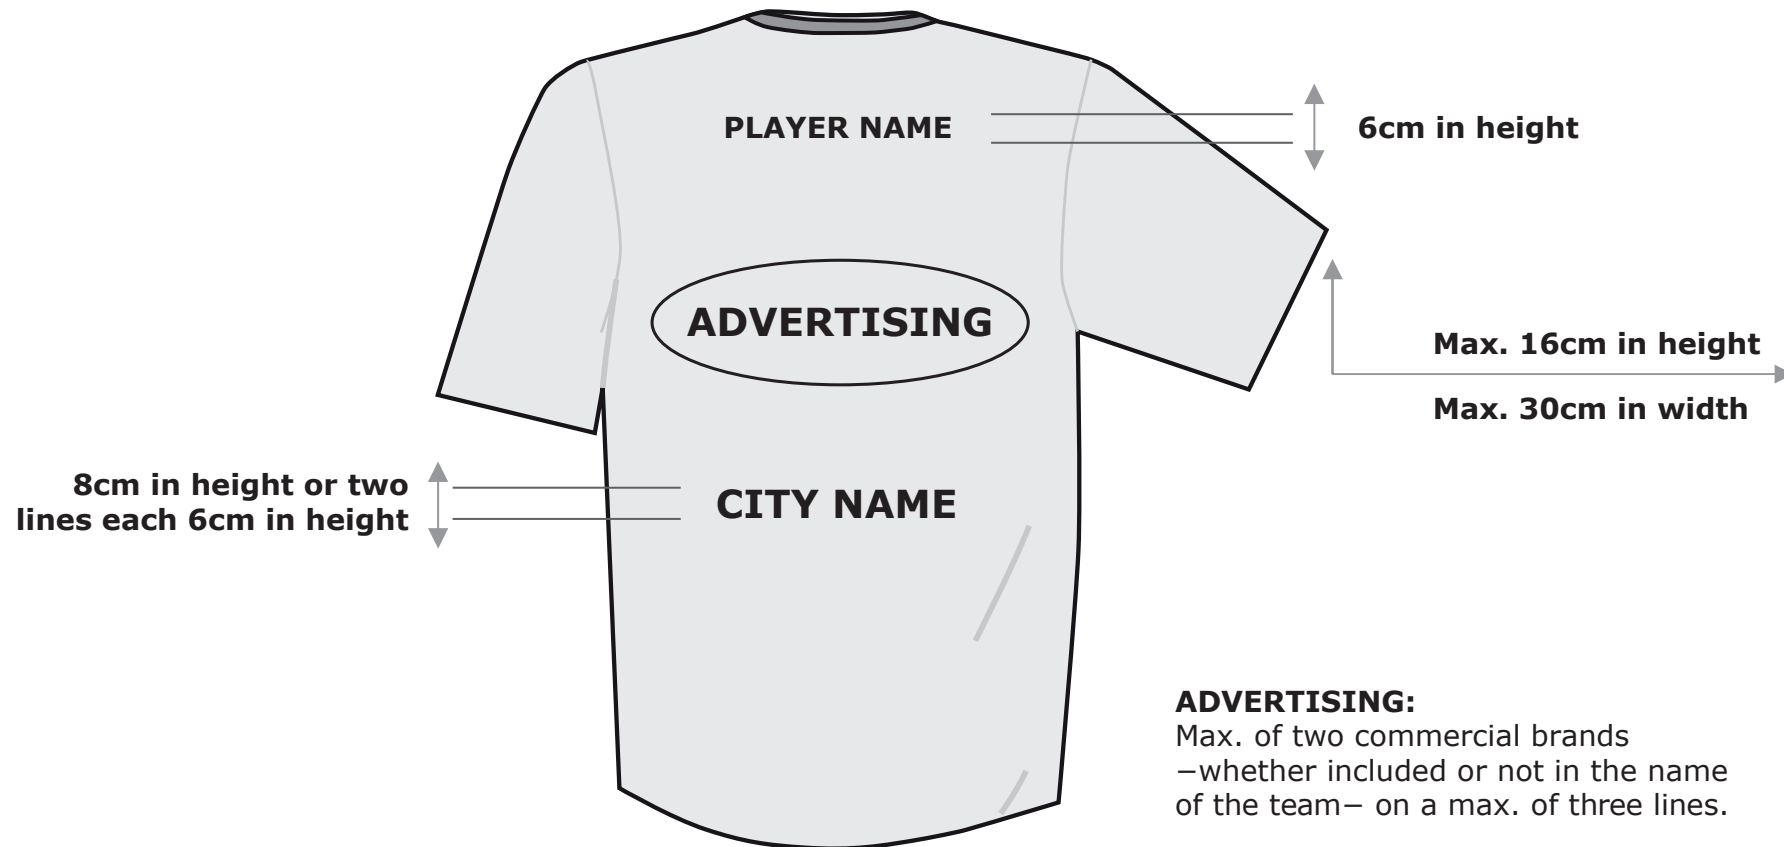 PLAYER NAME
6cm in height
ADVERTISING
Max. 16cm in height
Max. 30cm in width
8cm in height or two
lines each 6cm in height
CITY NAME
ADVERTISING:
Max. of two commercial brands
−whether included or not in the name
of the team− on a max. of three lines.